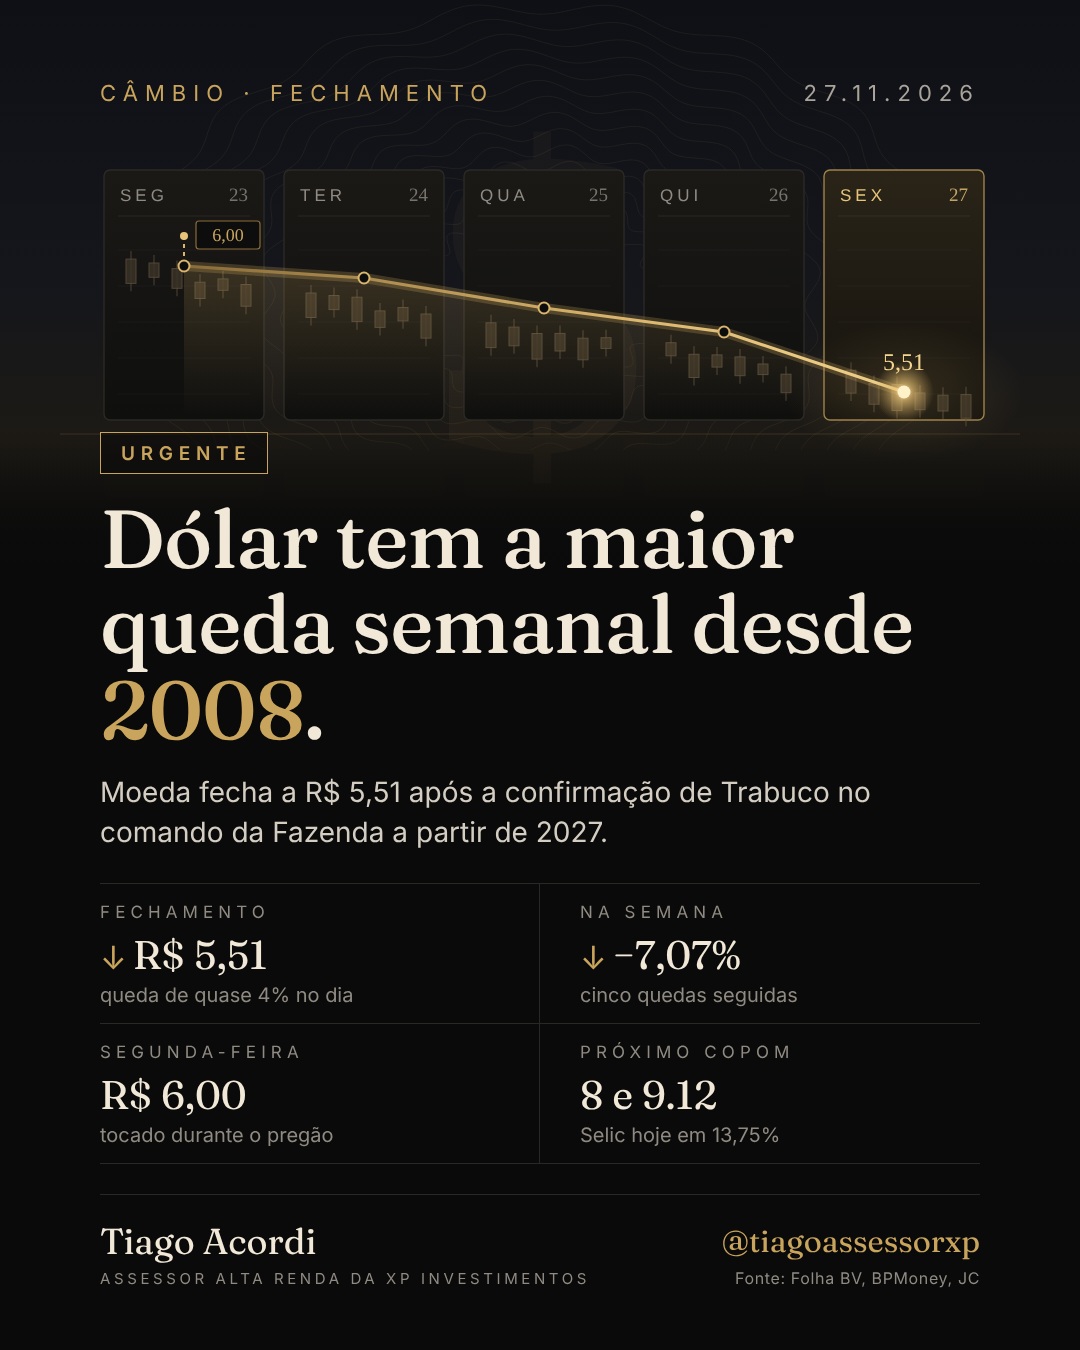 CÂMBIO · FECHAMENTO
27.11.2026
SEG 23
TER 24
QUA 25
QUI 26
SEX 27
6,00
5,51
URGENTE
Dólar tem a maior
queda semanal desde
2008.
Moeda fecha a R$ 5,51 após a confirmação de Trabuco no
comando da Fazenda a partir de 2027.
FECHAMENTO
↓ R$ 5,51
queda de quase 4% no dia
NA SEMANA
↓ −7,07%
cinco quedas seguidas
SEGUNDA-FEIRA
R$ 6,00
tocado durante o pregão
PRÓXIMO COPOM
8 e 9.12
Selic hoje em 13,75%
Tiago Acordi
ASSESSOR ALTA RENDA DA XP INVESTIMENTOS
@tiagoassessorxp
Fonte: Folha BV, BPMoney, JC